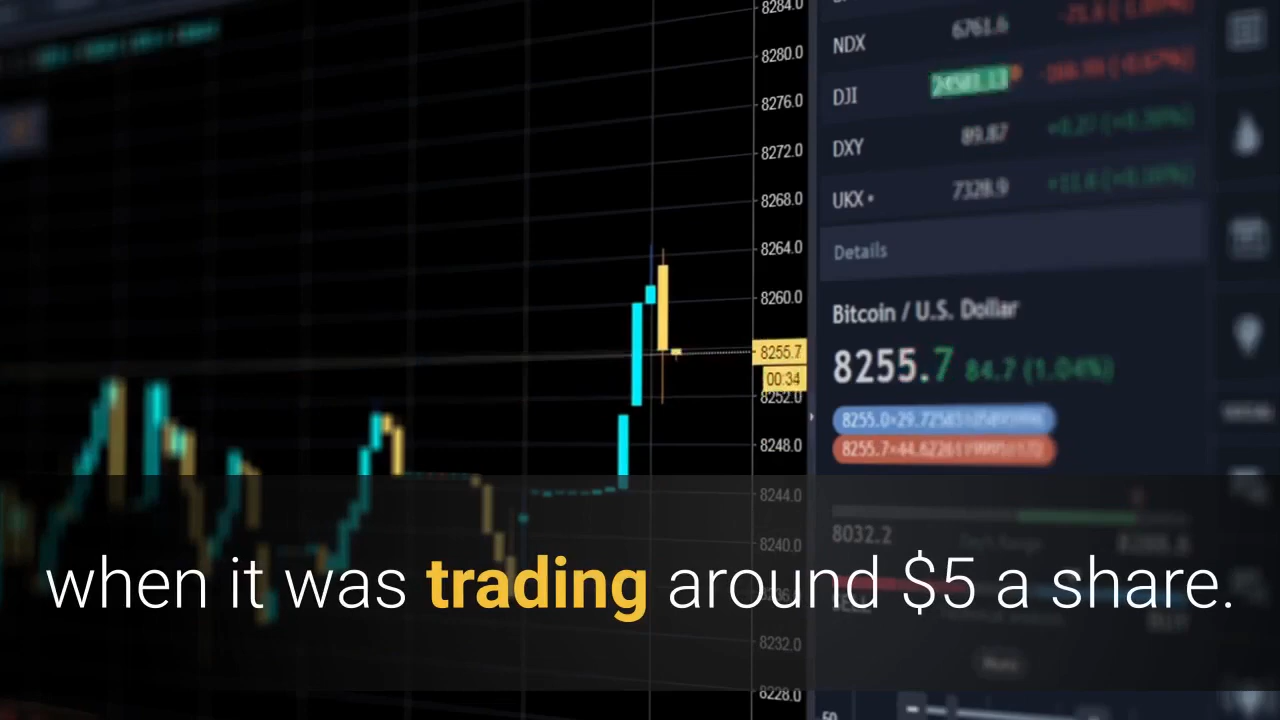 8284.0
8280.0
8276.0
8272.0
8268.0
8264.0
8260.0
8255.7
00:34
8252.0
8248.0
8244.0
8240.0
8232.0
8228.0
NDX 6761.6
DJI
DXY 89.87
UKX 7328.9
Details
Bitcoin / U.S. Dollar
8255.7 84.7 (1.04%)
8032.2
SELL
when it was trading around $5 a share.